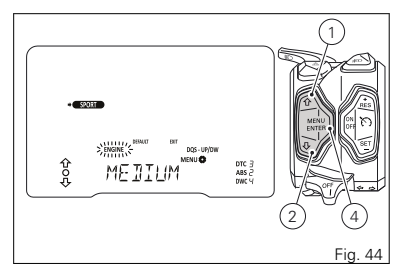 1
SPORT
DEFAULT EXIT
ENGINE DQS - UP/DW
MENU
MEDIUM
DTC 3
ABS 2
DWC 4
RES
MENU
ENTER
ON
OFF
SET
OFF
2
4
Fig. 44